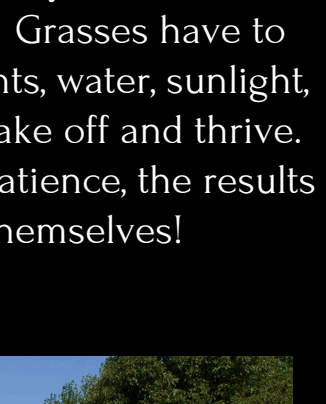 Grasses have to
nts, water, sunlight,
ake off and thrive.
atience, the results
hemselves!